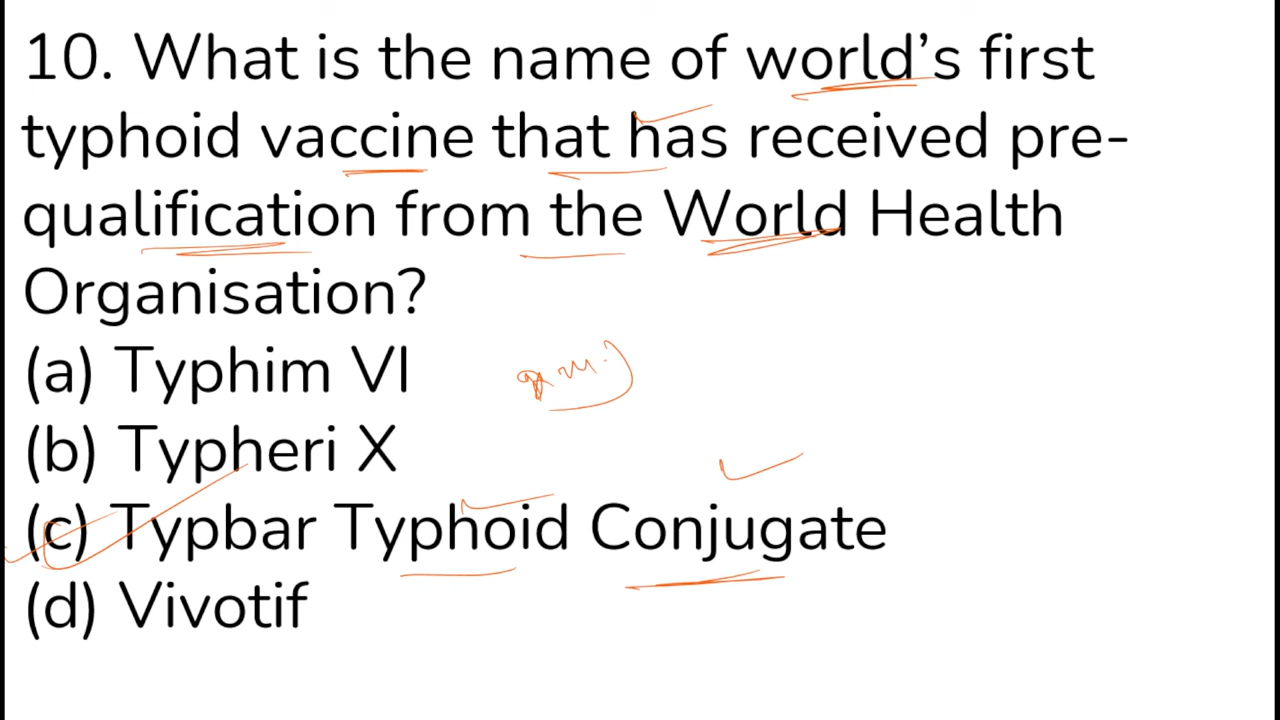 10. What is the name of world's first
typhoid vaccine that has received pre-
qualification from the World Health
Organisation?
(a) Typhim VI
(b) Typheri X
(c) Typbar Typhoid Conjugate
(d) Vivotif